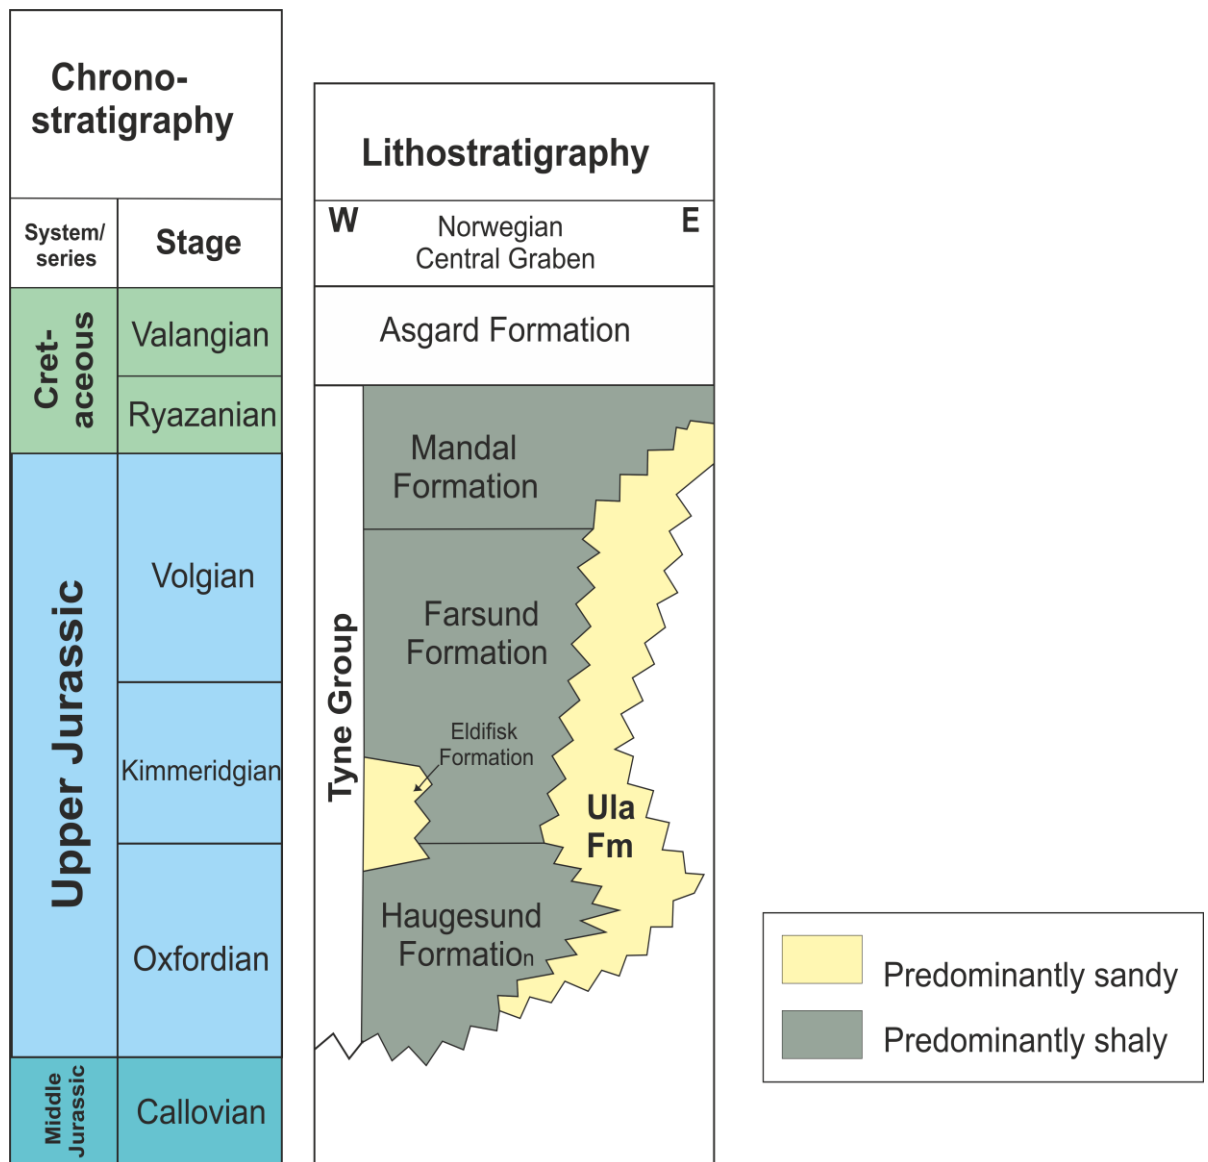 Chrono-
stratigraphy
System/
series
Stage
Cret-
aceous
Valangian
Ryazanian
Upper Jurassic
Volgian
Kimmeridgian
Oxfordian
Middle
Jurassic
Callovian
Lithostratigraphy
W
Norwegian
Central Graben
E
Asgard Formation
Tyne Group
Mandal
Formation
Farsund
Formation
Eldifisk
Formation
Ula
Fm
Haugesund
Formation
Predominantly sandy
Predominantly shaly